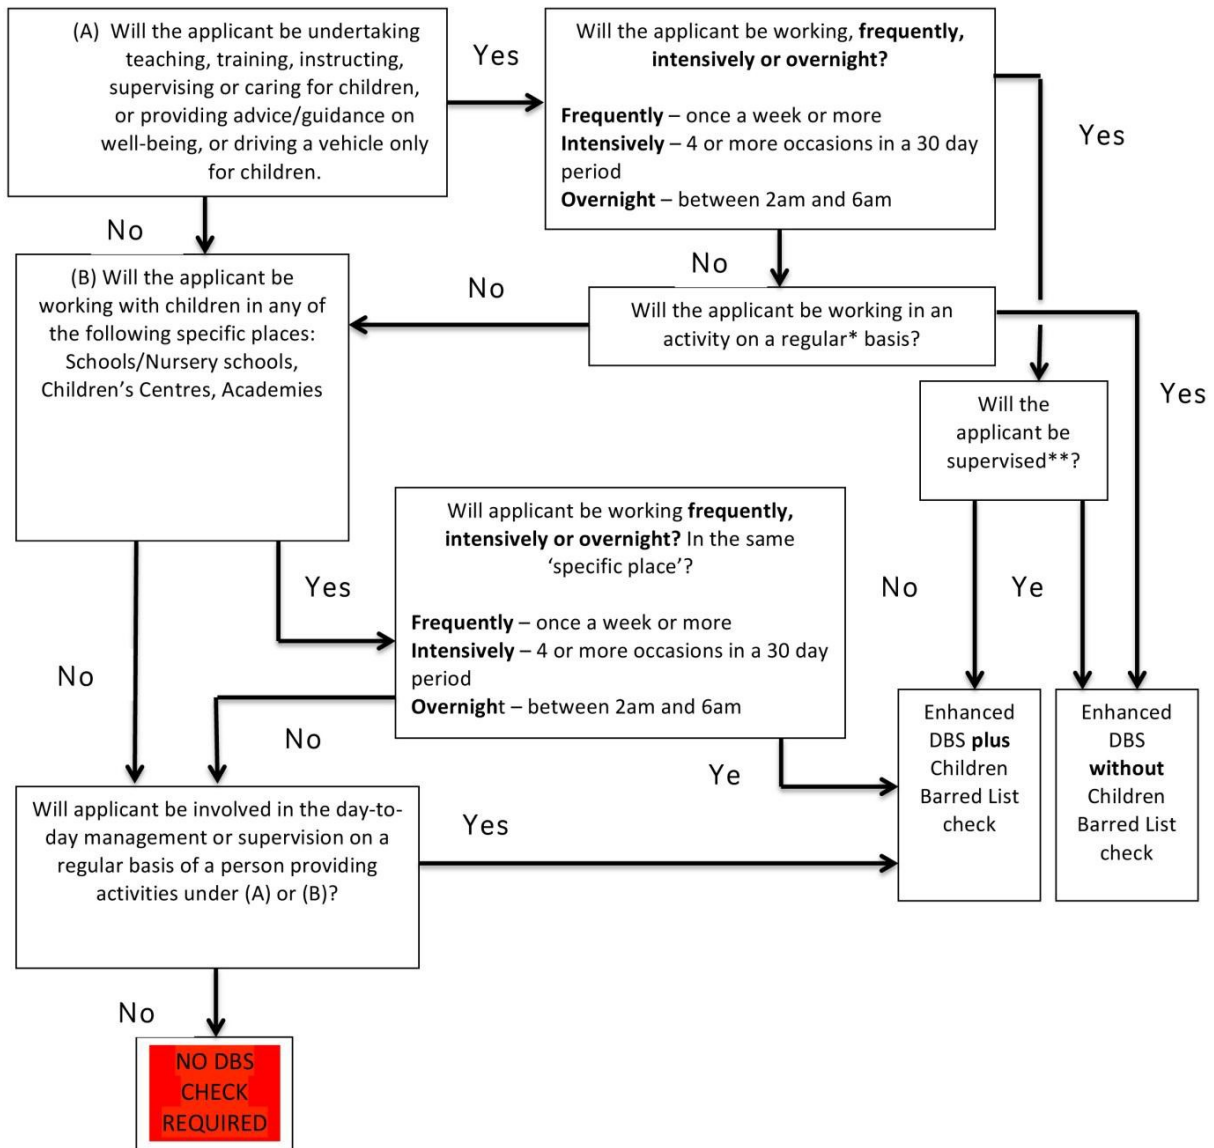 (A) Will the applicant be undertaking
teaching, training, instructing,
supervising or caring for children,
or providing advice/guidance on
well-being, or driving a vehicle only
for children.
Yes
Will the applicant be working, frequently,
intensively or overnight?
Frequently – once a week or more
Intensively – 4 or more occasions in a 30 day
period
Overnight – between 2am and 6am
Yes
No
No
No
(B) Will the applicant be
working with children in any of
the following specific places:
Schools/Nursery schools,
Children's Centres, Academies
Will the applicant be working in an
activity on a regular* basis?
Yes
Will the
applicant be
supervised**?
Will applicant be working frequently,
intensively or overnight? In the same
'specific place'?
Frequently – once a week or more
Intensively – 4 or more occasions in a 30 day
period
Overnight – between 2am and 6am
Yes
No
Ye
No
No
Ye
Enhanced
DBS plus
Children
Barred List
check
Enhanced
DBS
without
Children
Barred List
check
Will applicant be involved in the day-to-
day management or supervision on a
regular basis of a person providing
activities under (A) or (B)?
Yes
No
NO DBS
CHECK
REQUIRED